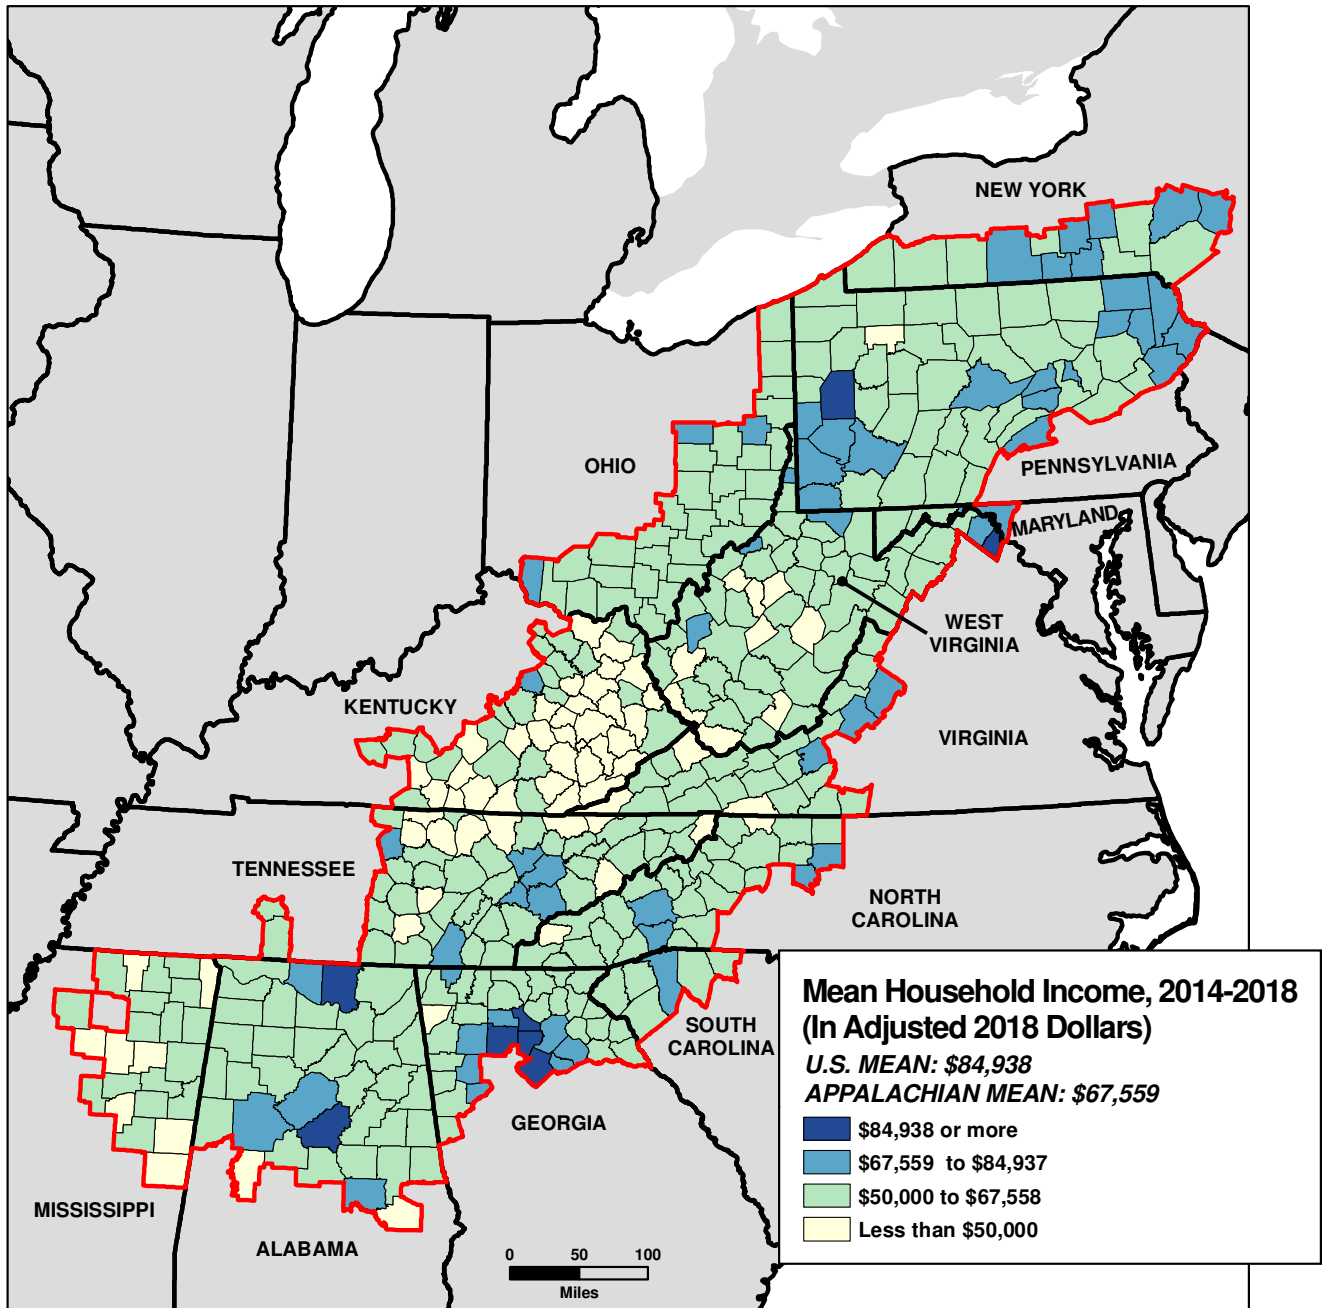 NEW YORK
OHIO
PENNSYLVANIA
MARYLAND
WEST
VIRGINIA
KENTUCKY
VIRGINIA
TENNESSEE
NORTH
CAROLINA
SOUTH
CAROLINA
GEORGIA
MISSISSIPPI
ALABAMA
Mean Household Income, 2014-2018
(In Adjusted 2018 Dollars)
U.S. MEAN: $84,938
APPALACHIAN MEAN: $67,559
$84,938 or more
$67,559 to $84,937
$50,000 to $67,558
Less than $50,000
0 50 100
Miles